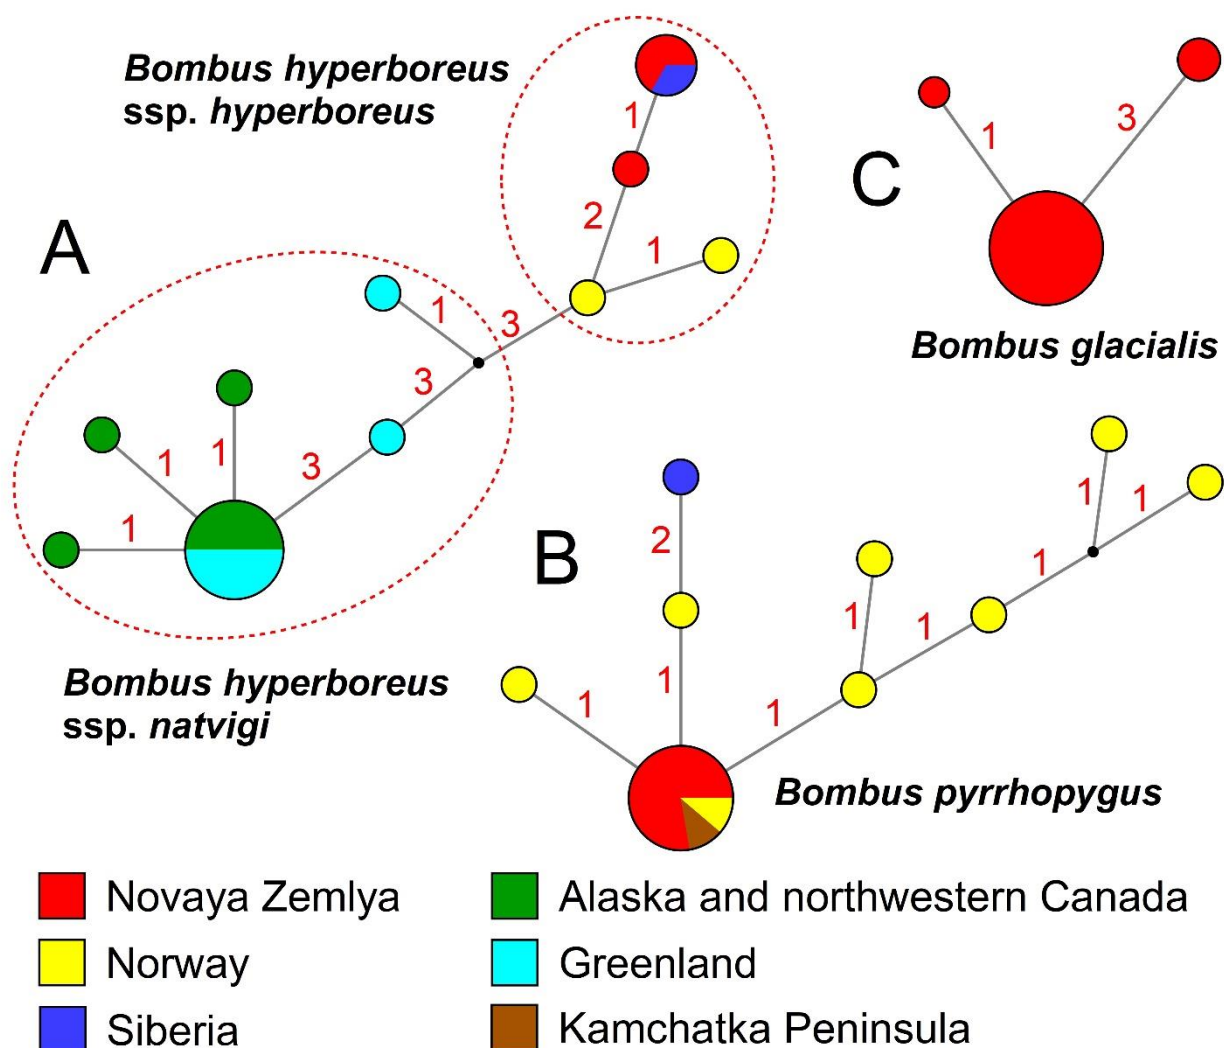 Bombus hyperboreus
ssp. hyperboreus
A
1
2
1
3
1
3
3
1
1
1
Bombus hyperboreus
ssp. natvigi
C
1
3
Bombus glacialis
B
2
1
1
1
1
1
1
1
1
Bombus pyrrhopygus
Novaya Zemlya
Norway
Siberia
Alaska and northwestern Canada
Greenland
Kamchatka Peninsula